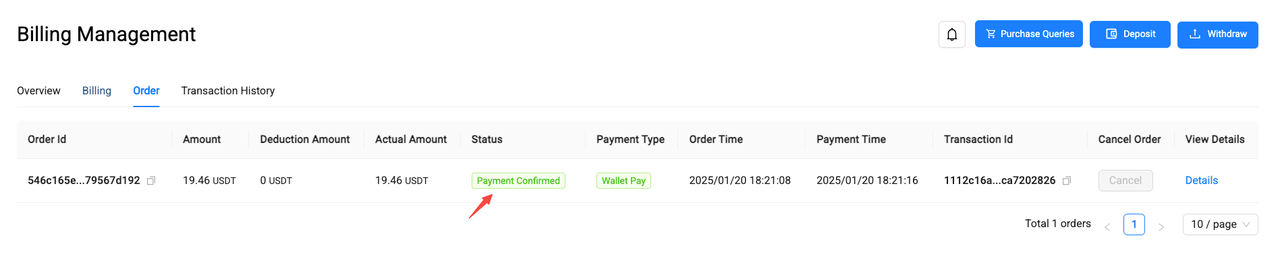 Billing Management
Purchase Queries Deposit Withdraw
Overview Billing Order Transaction History
Order Id Amount Deduction Amount Actual Amount Status Payment Type Order Time Payment Time Transaction Id Cancel Order View Details
546c165e...79567d192 19.46 USDT 0 USDT 19.46 USDT Payment Confirmed Wallet Pay 2025/01/20 18:21:08 2025/01/20 18:21:16 1112c16a...ca7202826 Cancel Details
Total 1 orders < 1 > 10 / page